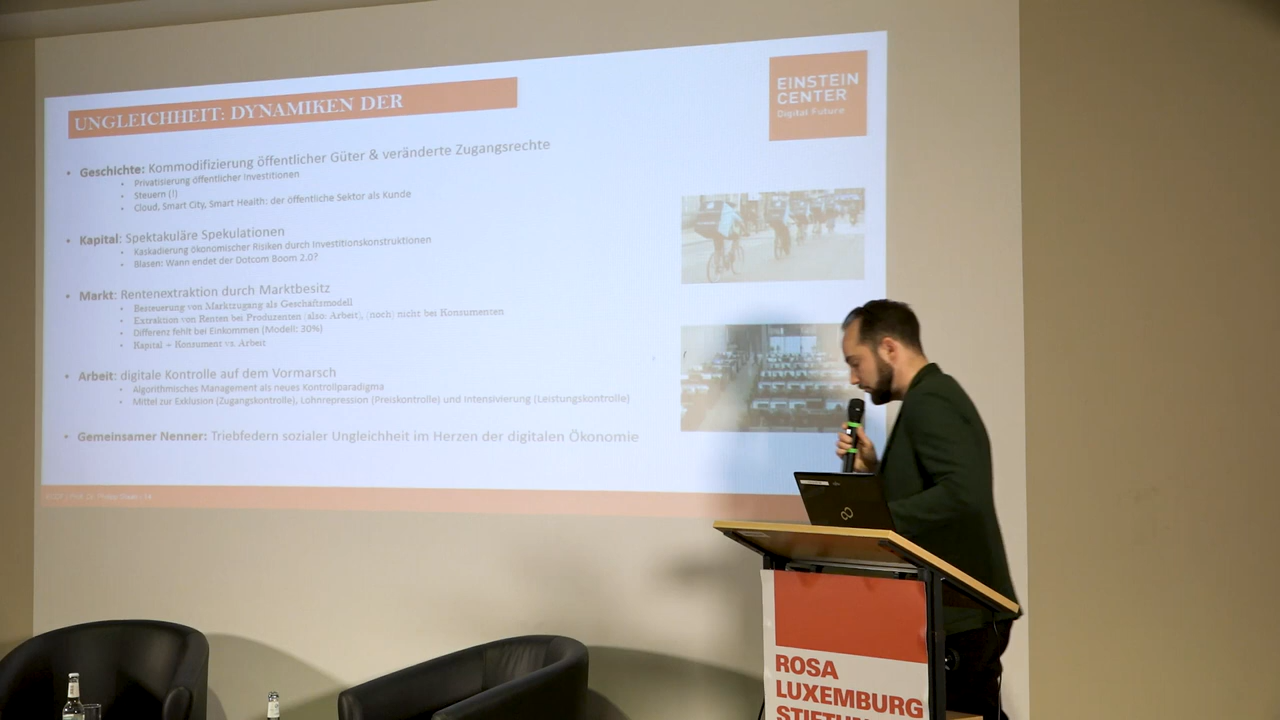 UNGLEICHHEIT: DYNAMIKEN DER
EINSTEIN
CENTER
Digital Future
• Geschichte: Kommodifizierung öffentlicher Güter & veränderte Zugangsrechte
• Privatisierung öffentlicher Investitionen
• Steuern (!)
• Cloud, Smart City, Smart Health: der öffentliche Sektor als Kunde
• Kapital: Spektakuläre Spekulationen
• Kaskadierung ökonomischer Risiken durch Investitionskonstruktionen
• Blasen: Wann endet der Dotcom Boom 2.0?
• Markt: Rentenextraktion durch Marktbesitz
• Besteuerung von Marktzugang als Geschäftsmodell
• Extraktion von Renten bei Produzenten (also: Arbeit), (noch) nicht bei Konsumenten
• Differenz fehlt bei Einkommen (Modell: 30%)
• Kapital + Konsument vs. Arbeit
• Arbeit: digitale Kontrolle auf dem Vormarsch
• Algorithmisches Management als neues Kontrollparadigma
• Mittel zur Exklusion (Zugangskontrolle), Lohnrepression (Preiskontrolle) und Intensivierung (Leistungskontrolle)
• Gemeinsamer Nenner: Triebfedern sozialer Ungleichheit im Herzen der digitalen Ökonomie
ROSA
LUXEMBURG
STIFTUNG